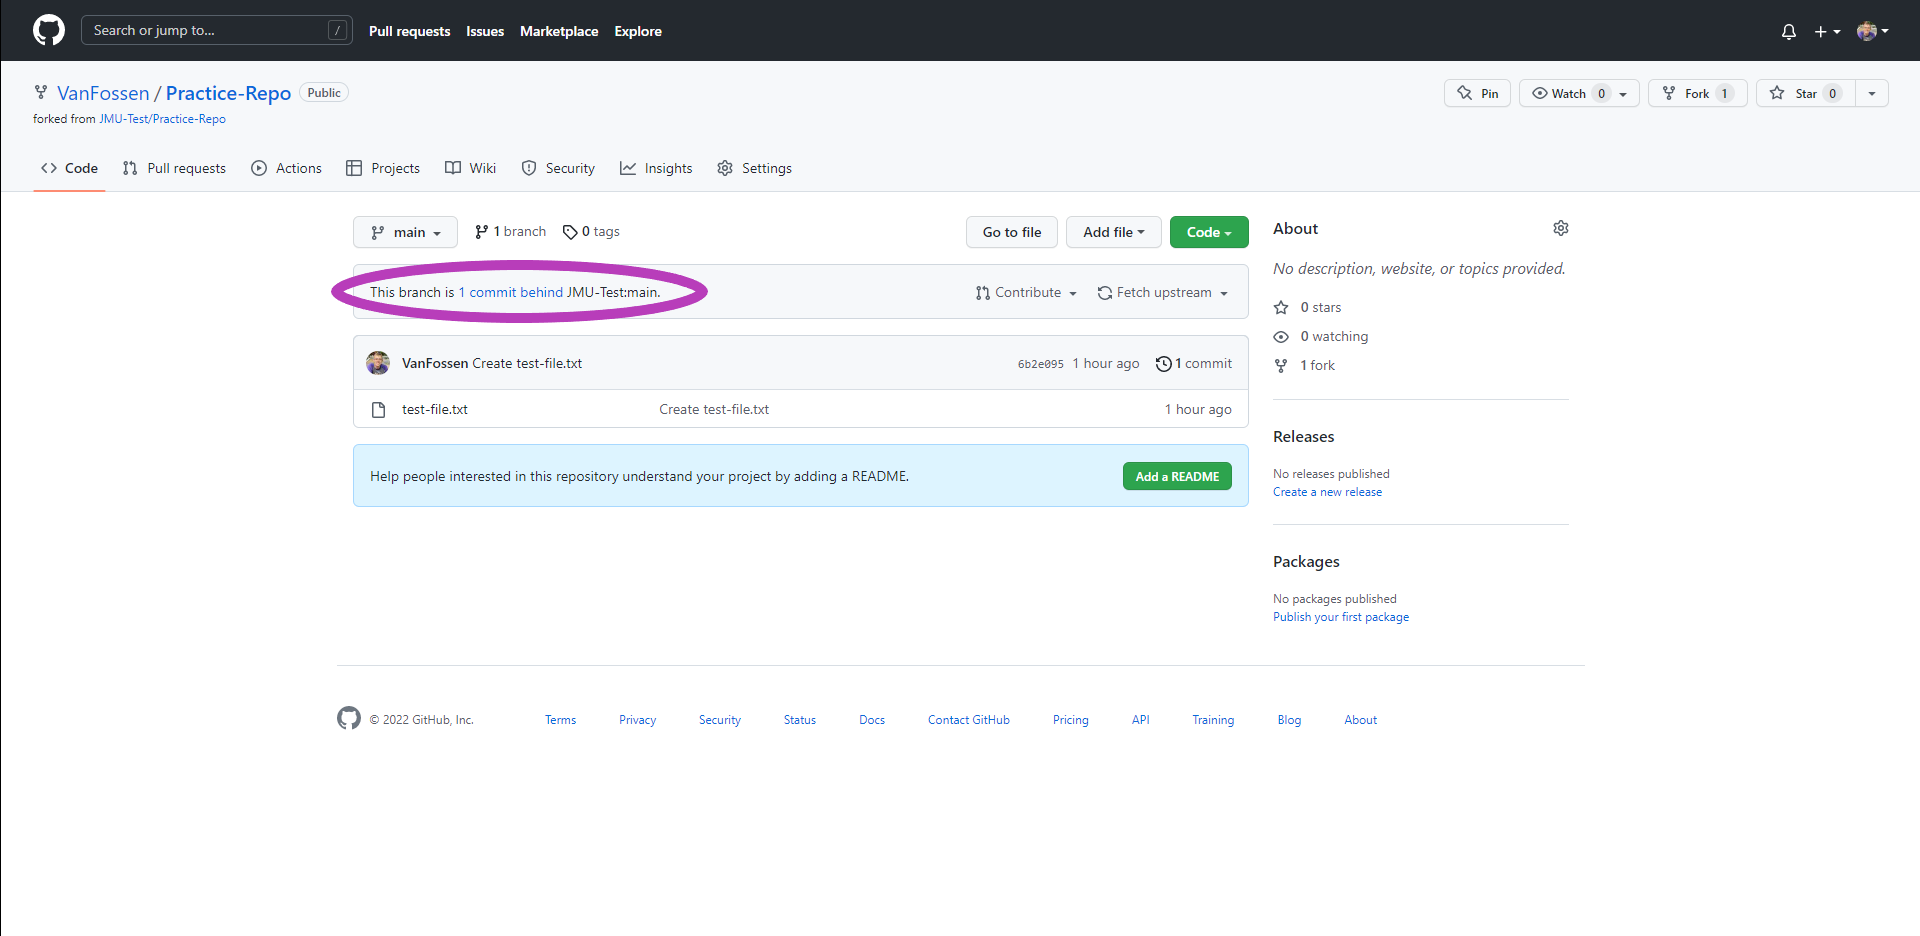 Search or jump to... /
Pull requests Issues Marketplace Explore
VanFossen / Practice-Repo Public
Pin Watch 0 Fork 1 Star 0
forked from JMU-Test/Practice-Repo
Code Pull requests Actions Projects Wiki Security Insights Settings
main 1 branch 0 tags Go to file Add file Code
This branch is 1 commit behind JMU-Test:main. Contribute Fetch upstream
VanFossen Create test-file.txt 6b2e095 1 hour ago 1 commit
test-file.txt Create test-file.txt 1 hour ago
Help people interested in this repository understand your project by adding a README. Add a README
About
No description, website, or topics provided.
0 stars
0 watching
1 fork
Releases
No releases published
Create a new release
Packages
No packages published
Publish your first package
© 2022 GitHub, Inc. Terms Privacy Security Status Docs Contact GitHub Pricing API Training Blog About